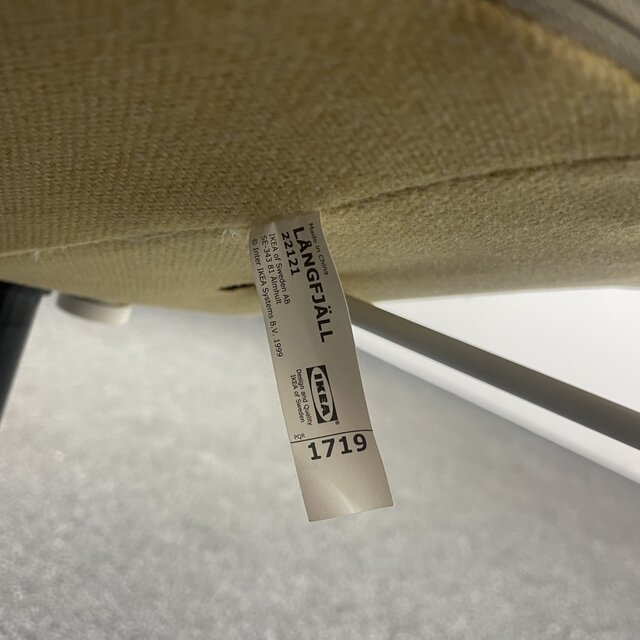 Made in China
LÅNGFJÄLL
22121
IKEA of Sweden AB
SE-343 81 Älmhult
© Inter IKEA Systems B.V. 1999
IKEA®
Design and Quality
IKEA of Sweden
1719